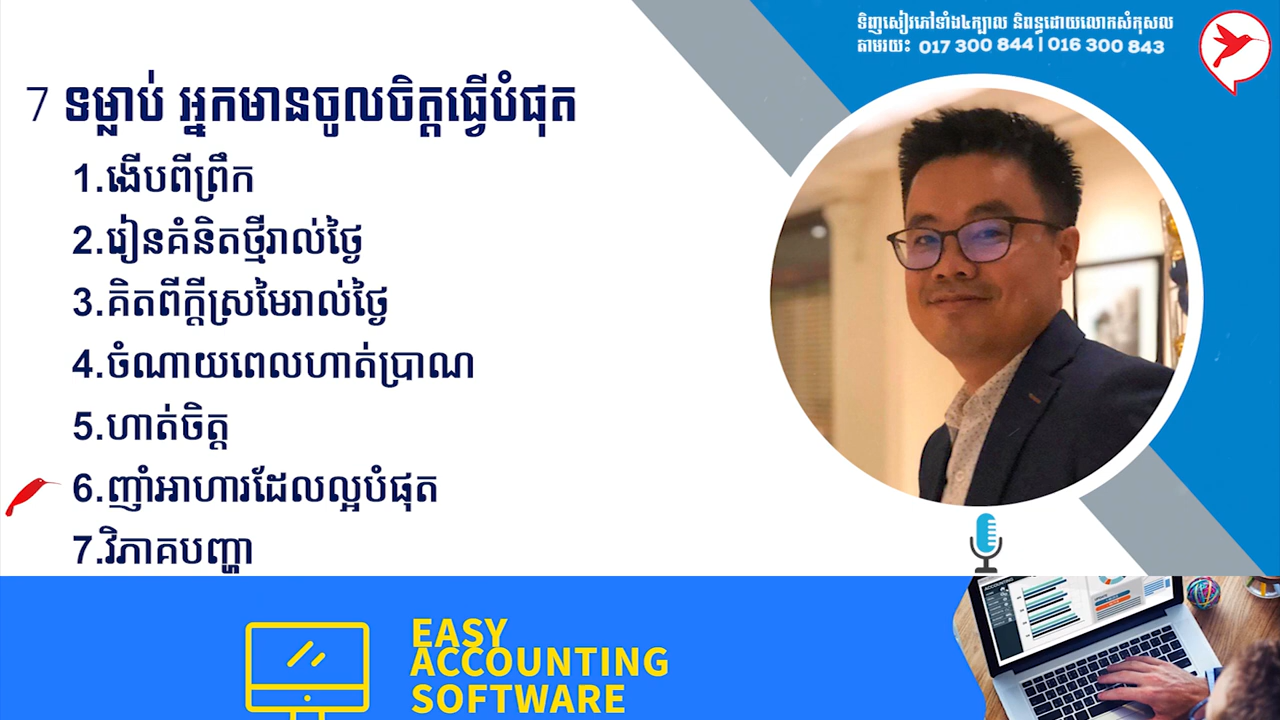 ទិញសៀវភៅទាំង៤ក្បាល និពន្ធដោយលោកសំកុសល
តាមរយៈ 017 300 844 | 016 300 843
7 ទម្លាប់ អ្នកមានចូលចិត្តធ្វើបំផុត
1.ងើបពីព្រឹក
2.រៀនគំនិតថ្មីរាល់ថ្ងៃ
3.គិតពីក្ដីស្រមៃរាល់ថ្ងៃ
4.ចំណាយពេលហាត់ប្រាណ
5.ហាត់ចិត្ត
6.ញ៉ាំអាហារដែលល្អបំផុត
7.វិភាគបញ្ហា
EASY
ACCOUNTING
SOFTWARE
ACCOUNTING